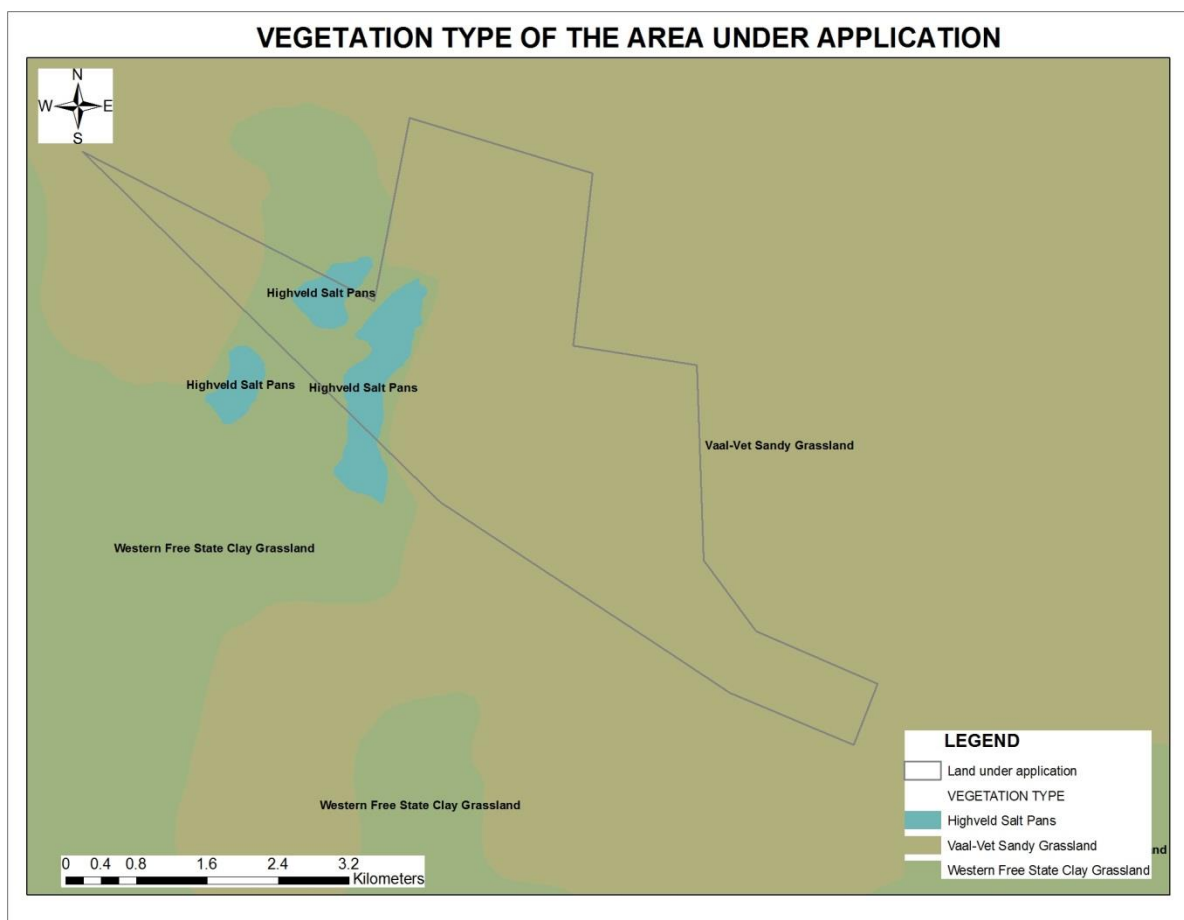 VEGETATION TYPE OF THE AREA UNDER APPLICATION
N
W E
S
Highveld Salt Pans
Highveld Salt Pans
Highveld Salt Pans
Vaal-Vet Sandy Grassland
Western Free State Clay Grassland
Western Free State Clay Grassland
LEGEND
Land under application
VEGETATION TYPE
Highveld Salt Pans
Vaal-Vet Sandy Grassland
Western Free State Clay Grassland
0 0.4 0.8 1.6 2.4 3.2
Kilometers